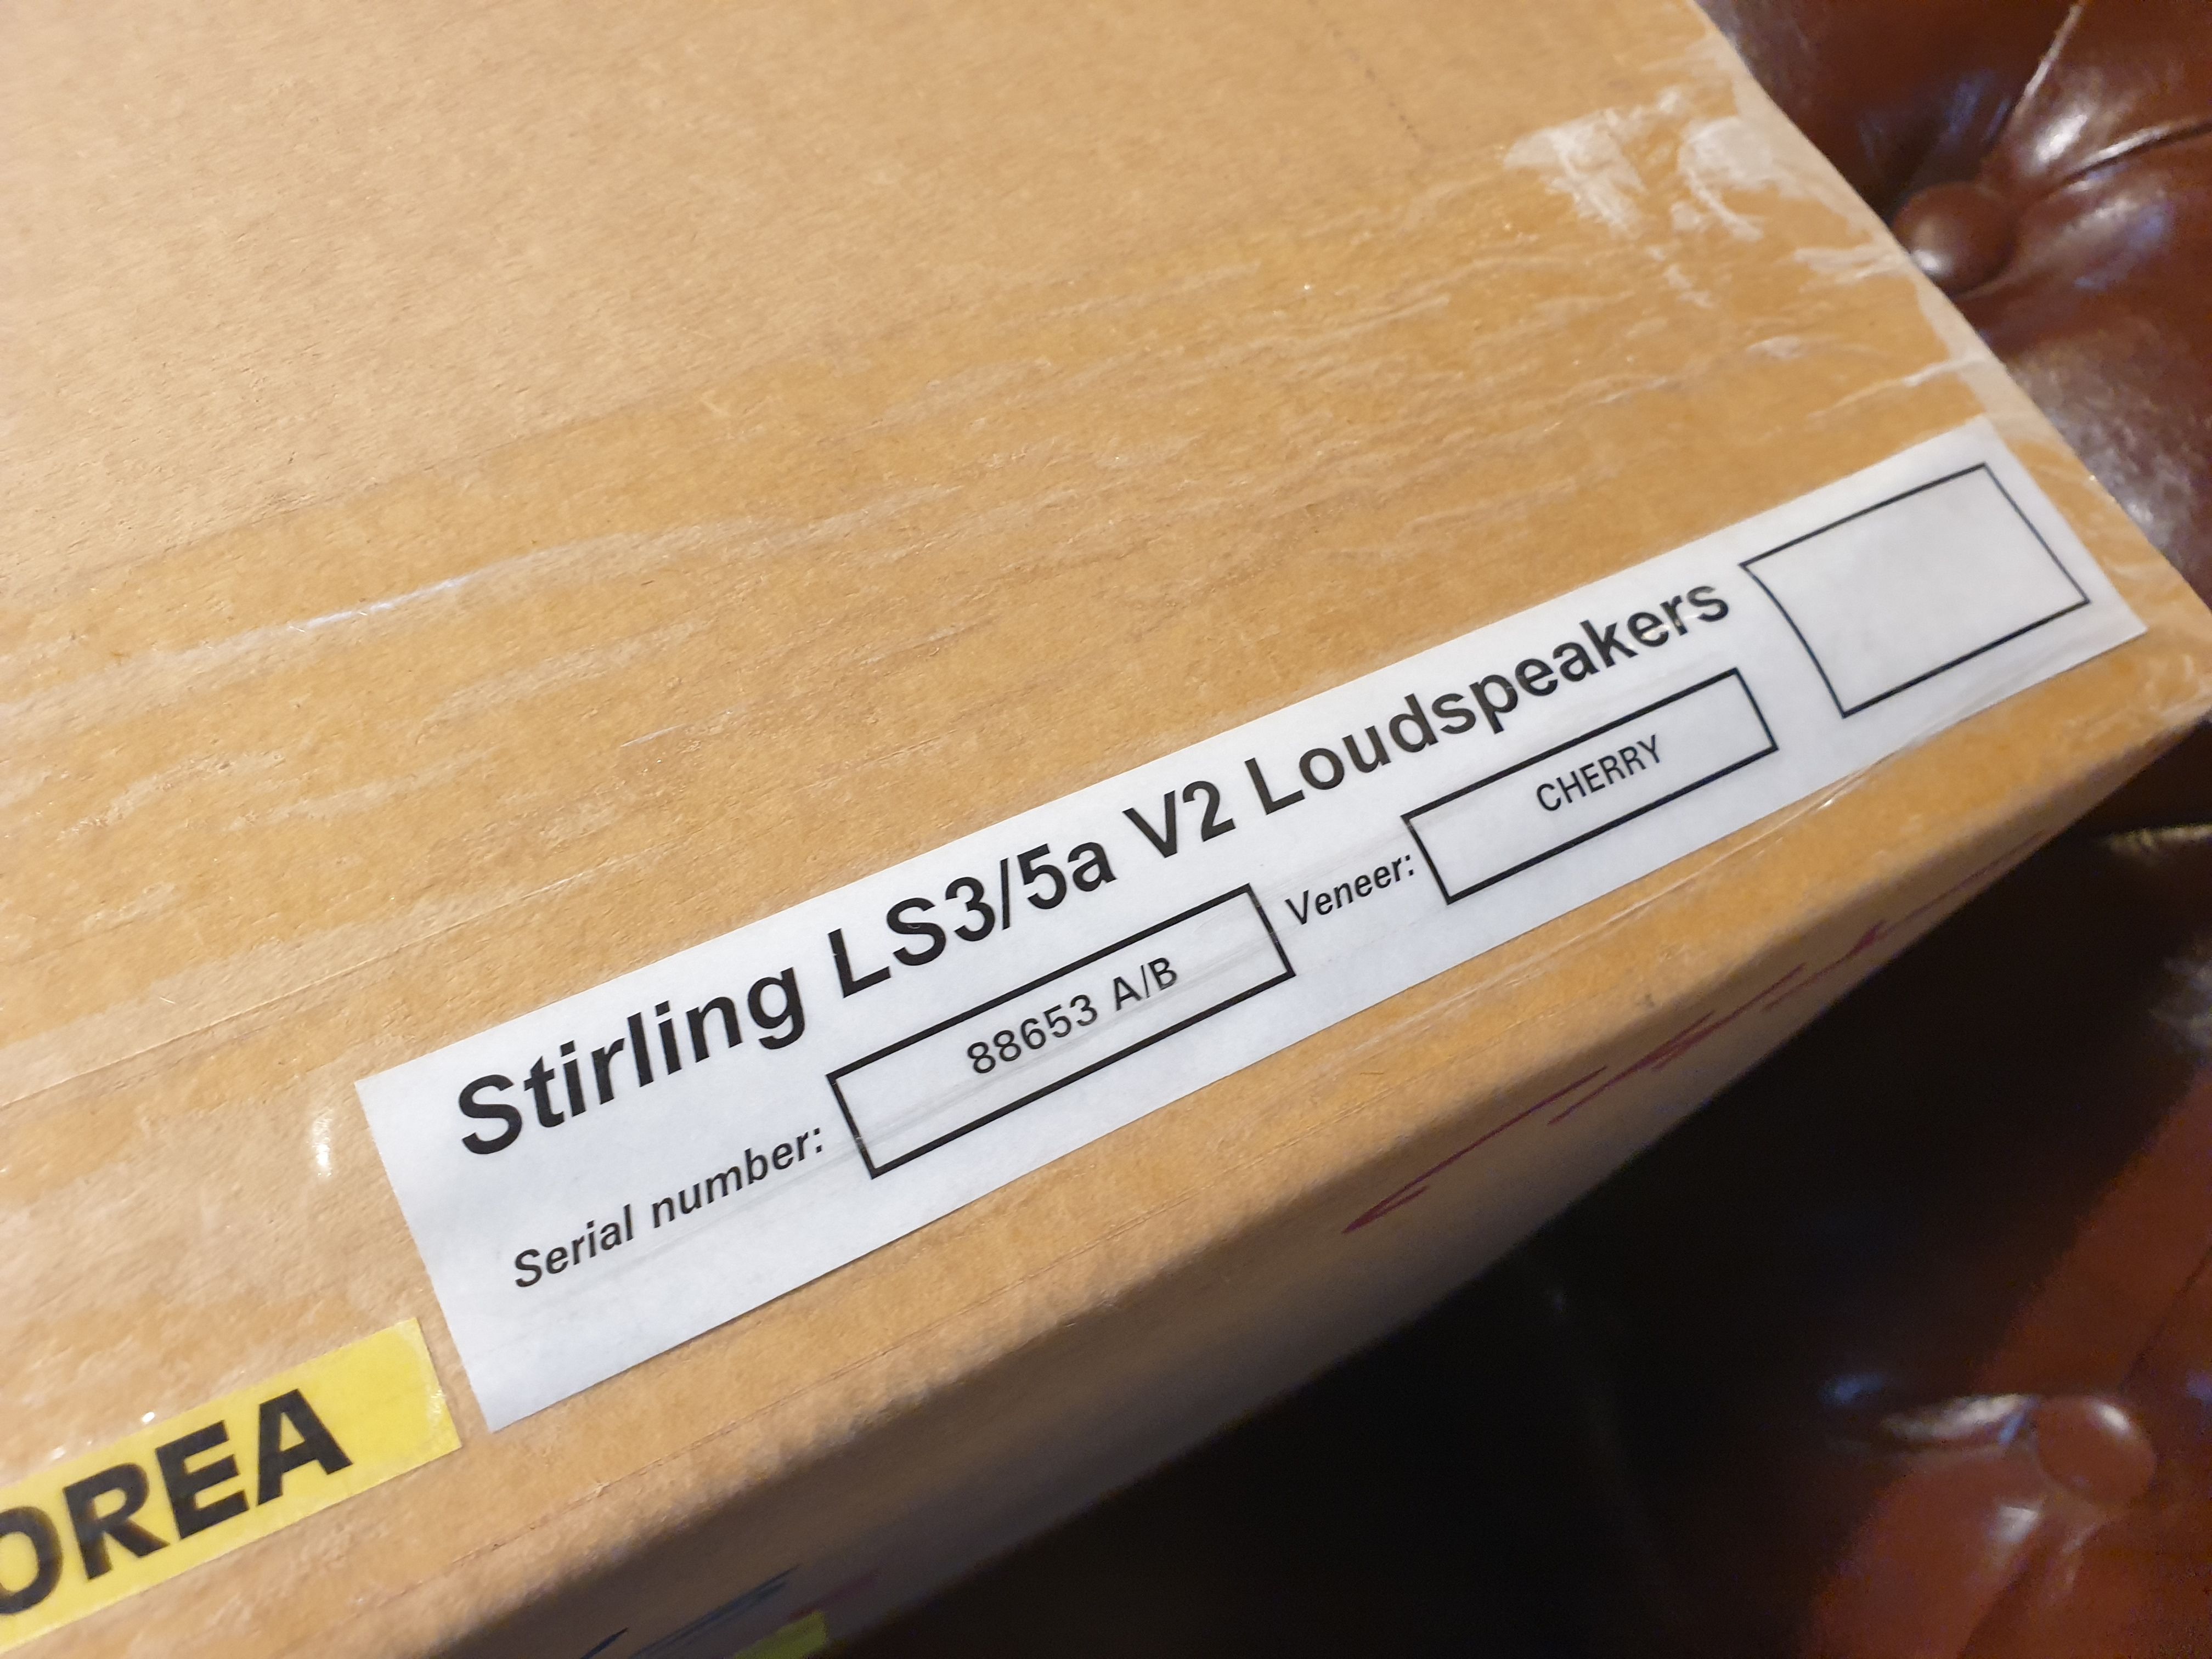 Stirling LS3/5a V2 Loudspeakers
Serial number: 88653 A/B Veneer: CHERRY
OREA